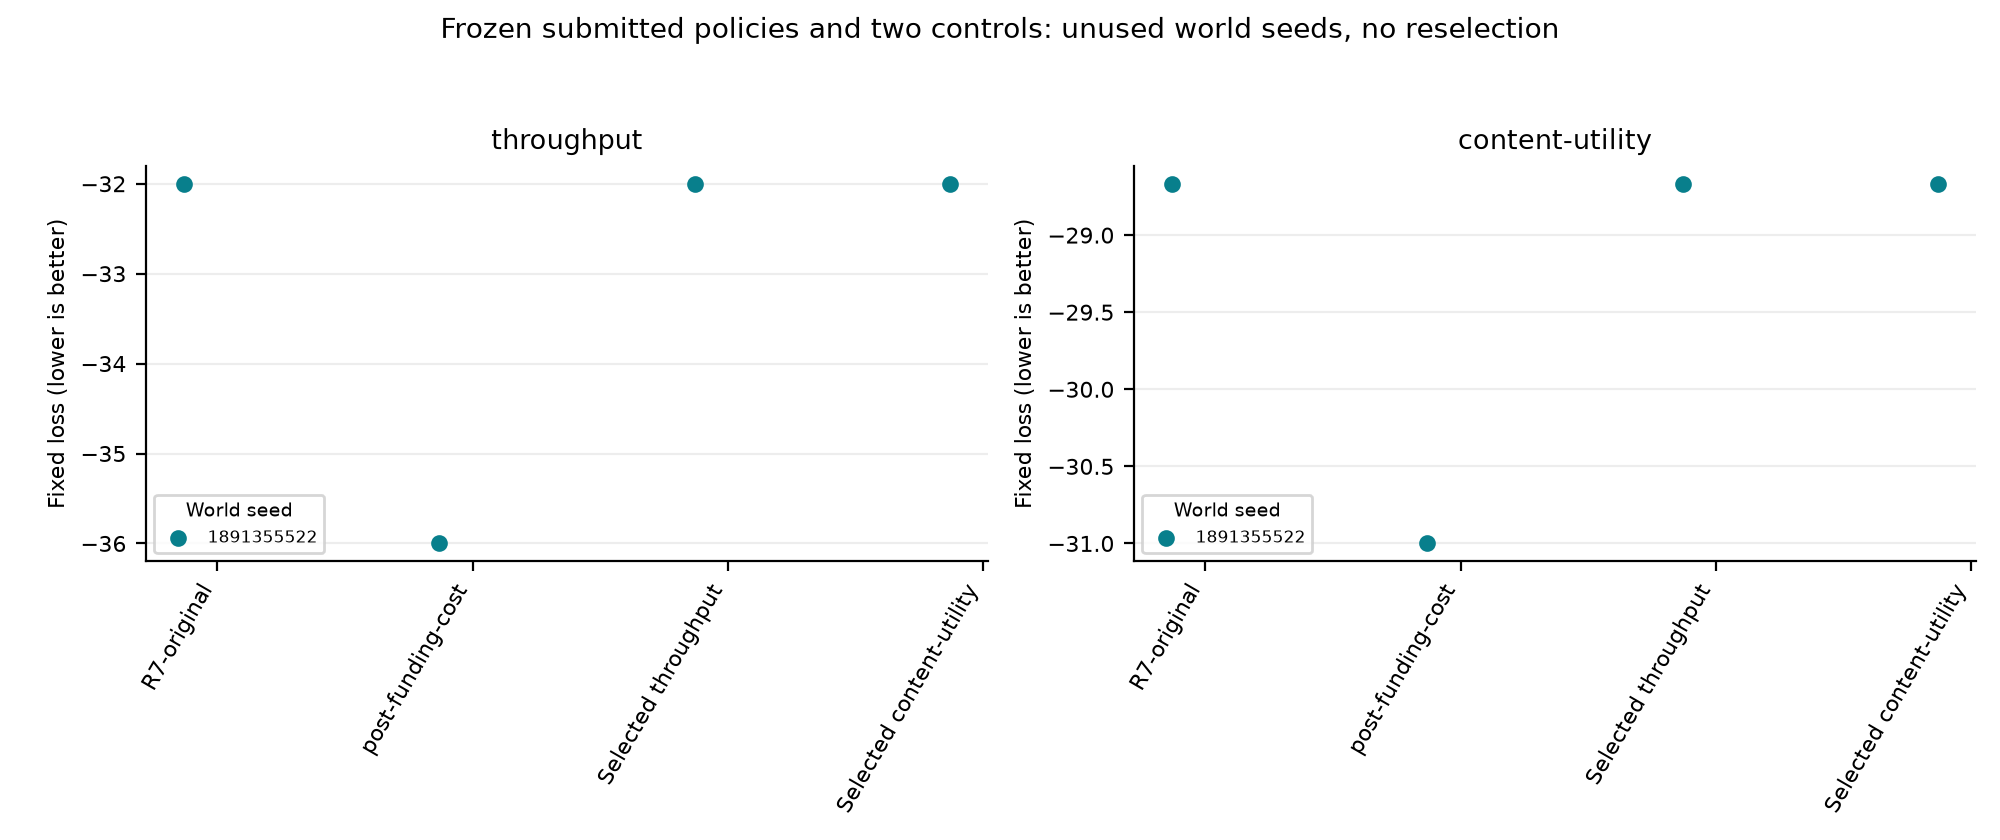 Frozen submitted policies and two controls: unused world seeds, no reselection
throughput
Fixed loss (lower is better)
−32
−33
−34
−35
−36
World seed
1891355522
R7-original
post-funding-cost
Selected throughput
Selected content-utility
content-utility
Fixed loss (lower is better)
−29.0
−29.5
−30.0
−30.5
−31.0
World seed
1891355522
R7-original
post-funding-cost
Selected throughput
Selected content-utility